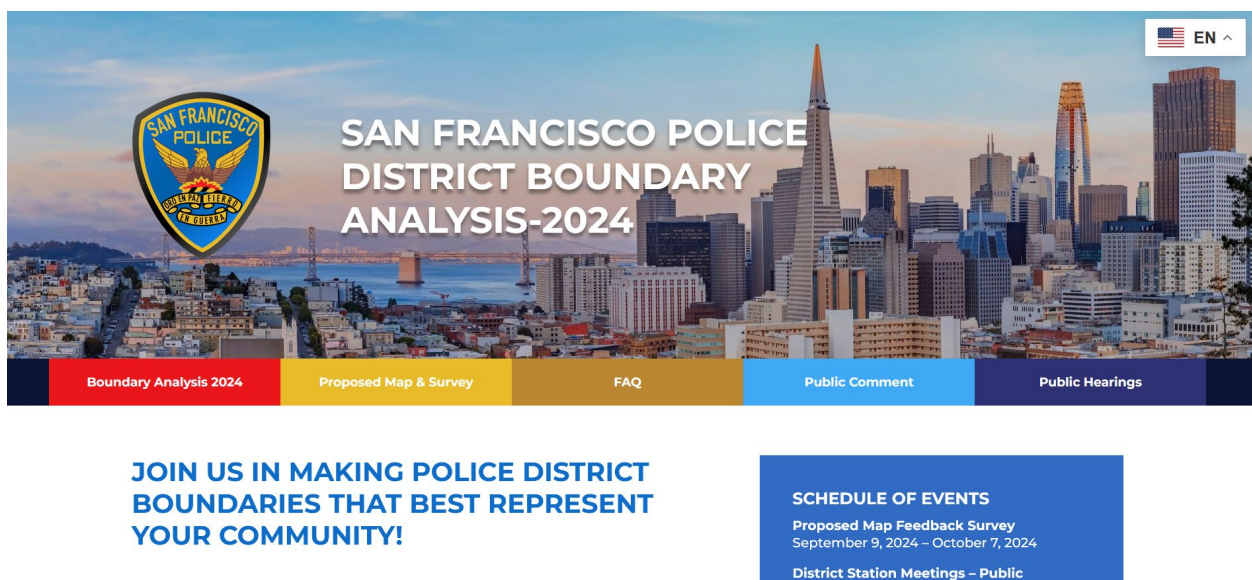 EN
SAN FRANCISCO
POLICE
ORO EN PAZ FIERRO
EN GUERRA
SAN FRANCISCO POLICE
DISTRICT BOUNDARY
ANALYSIS-2024
Boundary Analysis 2024
Proposed Map & Survey
FAQ
Public Comment
Public Hearings
JOIN US IN MAKING POLICE DISTRICT
BOUNDARIES THAT BEST REPRESENT
YOUR COMMUNITY!
SCHEDULE OF EVENTS
Proposed Map Feedback Survey
September 9, 2024 – October 7, 2024
District Station Meetings – Public